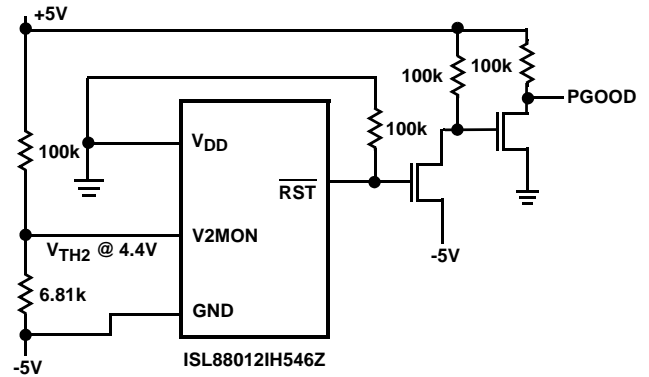 +5V
100k
100k
PGOOD
100k
100k
VDD
RST
VTH2 @ 4.4V
V2MON
-5V
6.81k
GND
-5V
ISL88012IH546Z